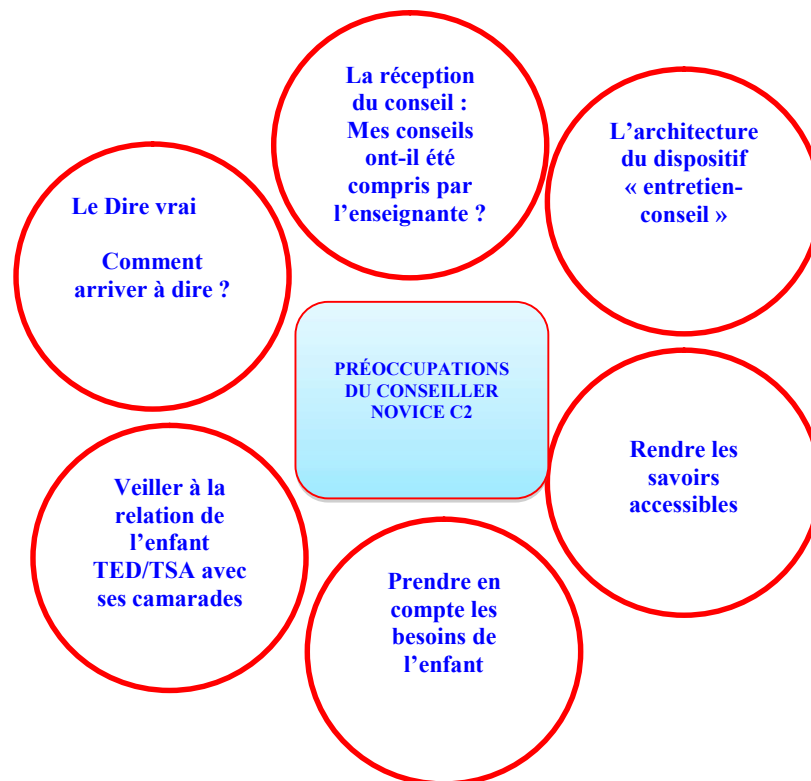 La réception
du conseil :
Mes conseils
ont-il été
compris par
l’enseignante ?
L’architecture
du dispositif
« entretien-
conseil »
Le Dire vrai
Comment
arriver à dire ?
PRÉOCCUPATIONS
DU CONSEILLER
NOVICE C2
Rendre les
savoirs
accessibles
Veiller à la
relation de
l’enfant
TED/TSA avec
ses camarades
Prendre en
compte les
besoins de
l’enfant